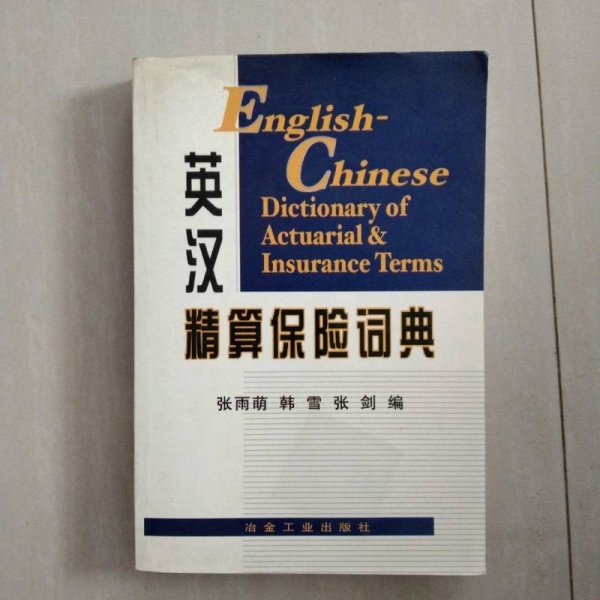 English-
Chinese
Dictionary of
Actuarial &
Insurance Terms
英汉
精算保险词典
张雨萌 韩 雪 张 剑 编
冶金工业出版社